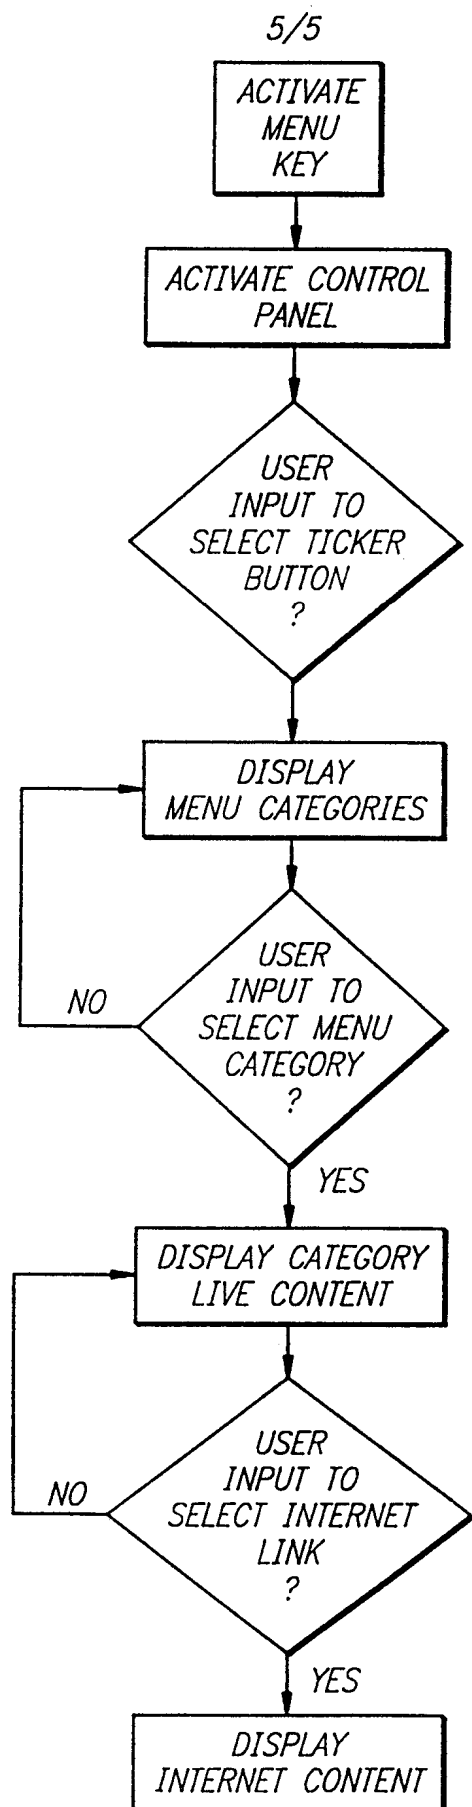 5/5
ACTIVATE
MENU
KEY
ACTIVATE CONTROL
PANEL
USER
INPUT TO
SELECT TICKER
BUTTON
?
DISPLAY
MENU CATEGORIES
USER
INPUT TO
SELECT MENU
CATEGORY
?
NO
YES
DISPLAY CATEGORY
LIVE CONTENT
USER
INPUT TO
SELECT INTERNET
LINK
?
NO
YES
DISPLAY
INTERNET CONTENT